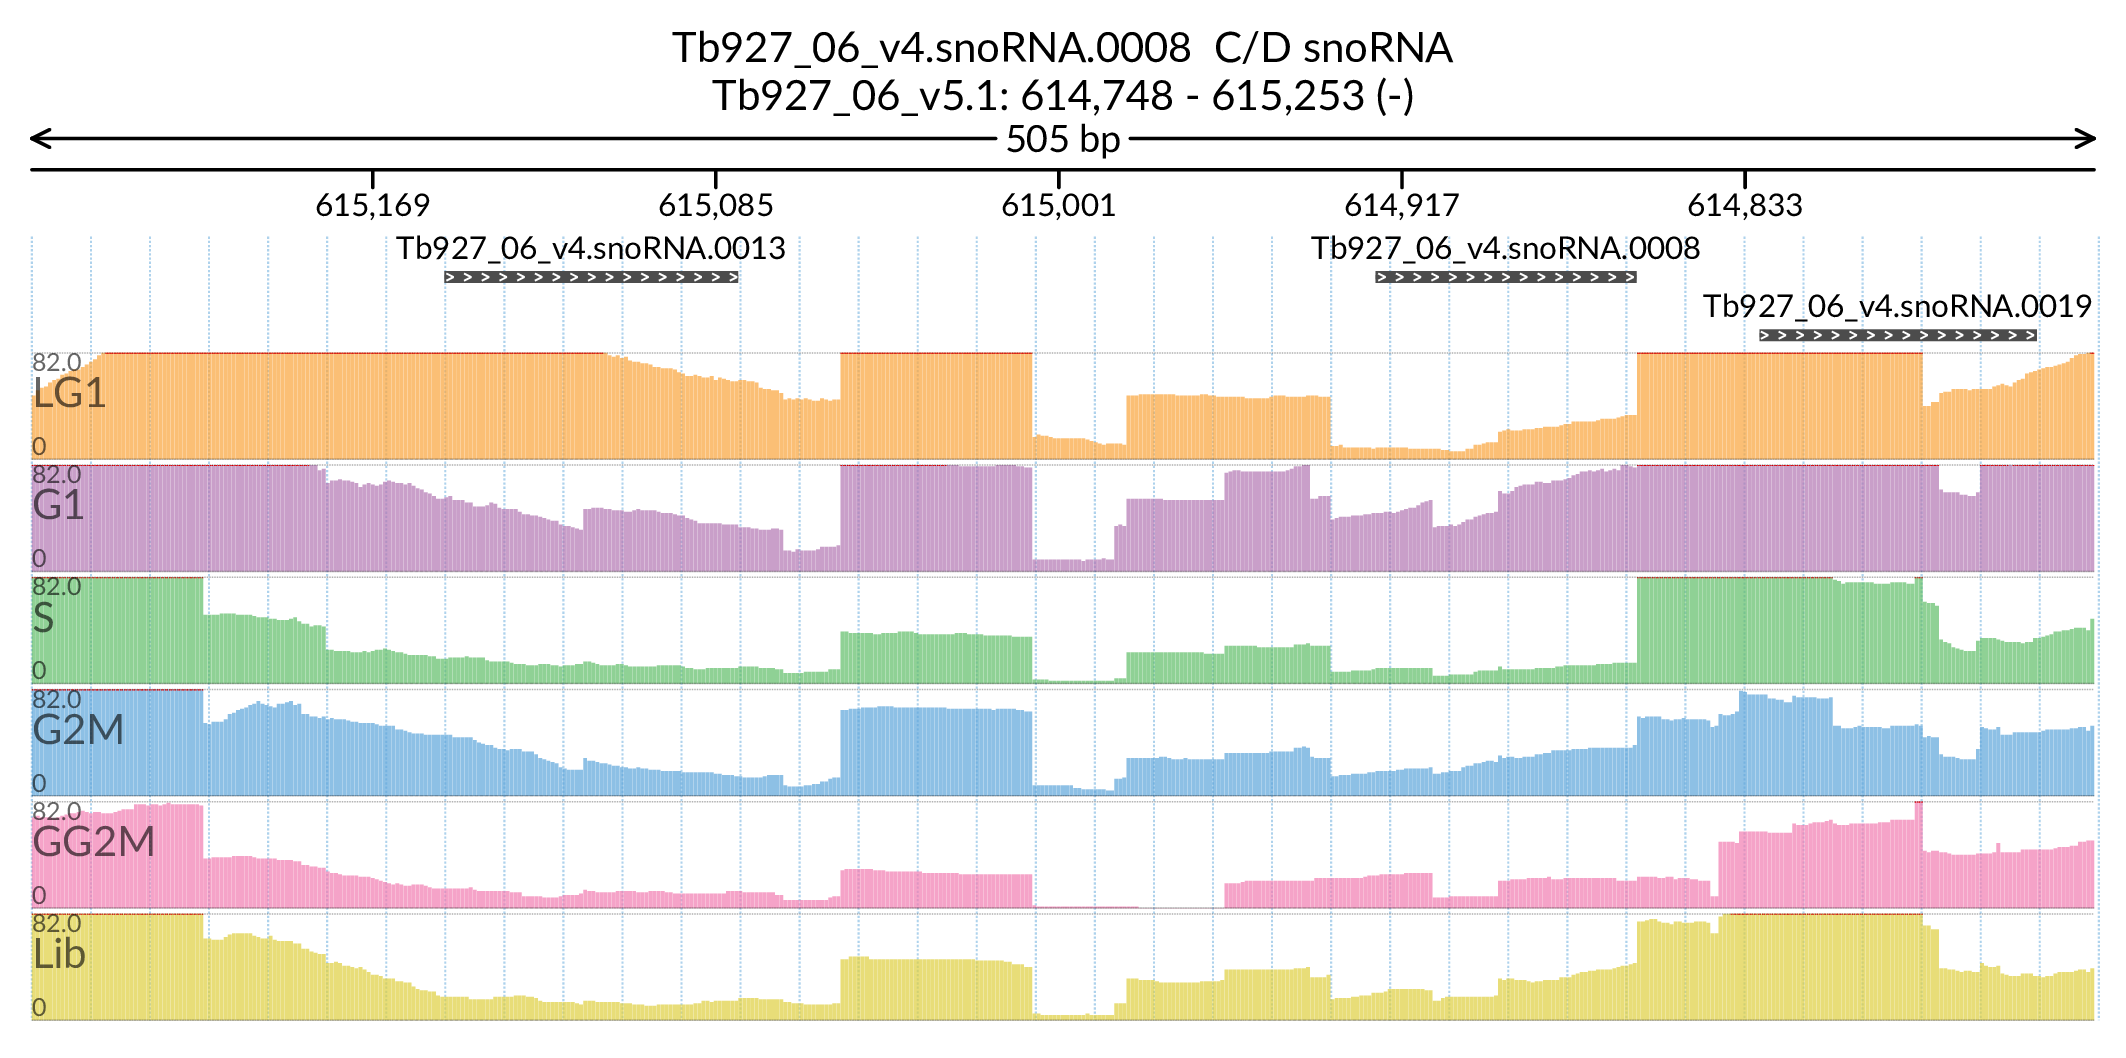 Tb927_06_v4.snoRNA.0008  C/D snoRNA
Tb927_06_v5.1: 614,748 - 615,253 (-)
505 bp
615,169 615,085 615,001 614,917 614,833
Tb927_06_v4.snoRNA.0013 Tb927_06_v4.snoRNA.0008
Tb927_06_v4.snoRNA.0019
82.0
LG1
0
82.0
G1
0
82.0
S
0
82.0
G2M
0
82.0
GG2M
0
82.0
Lib
0